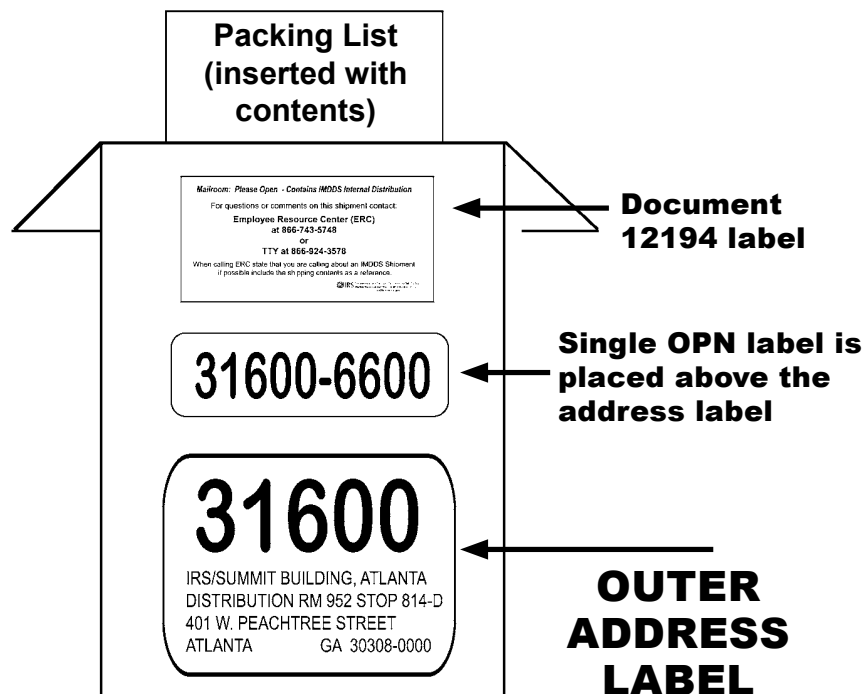 Packing List
(inserted with
contents)
Mailroom: Please Open - Contains IMDDS Internal Distribution
For questions or comments on this shipment contact:
Employee Resource Center (ERC)
at 866-743-5748
or
TTY at 866-924-3578
When calling ERC state that you are calling about an IMDDS Shipment
if possible include the shipping contents as a reference.
IRS
Document
12194 label
31600-6600
Single OPN label is
placed above the
address label
31600
IRS/SUMMIT BUILDING, ATLANTA
DISTRIBUTION RM 952 STOP 814-D
401 W. PEACHTREE STREET
ATLANTA GA 30308-0000
OUTER
ADDRESS
LABEL